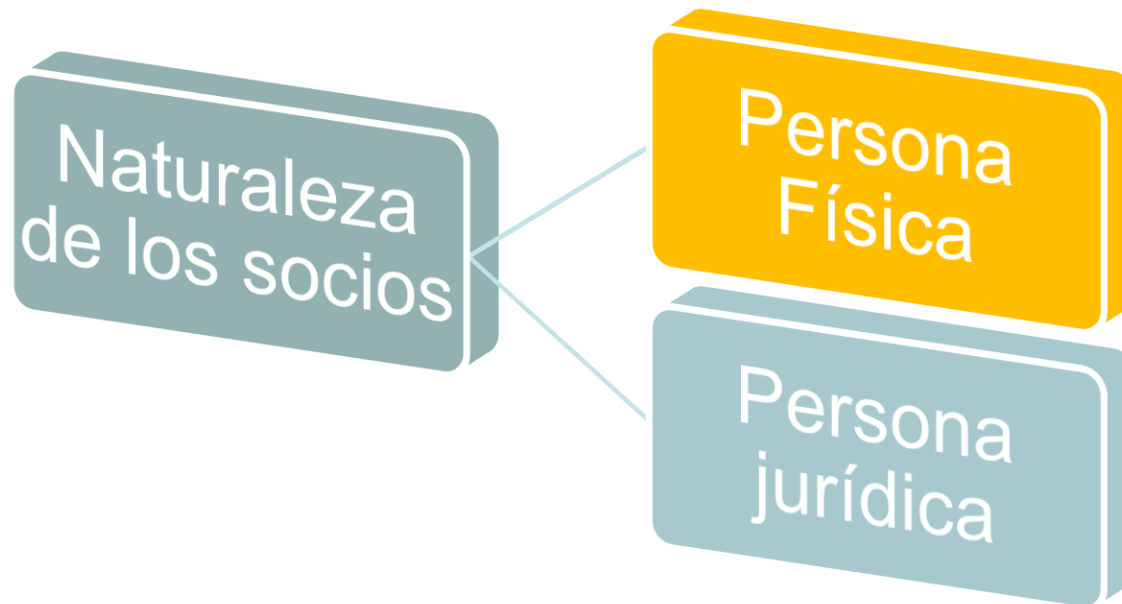 Naturaleza
de los socios
Persona
Física
Persona
jurídica